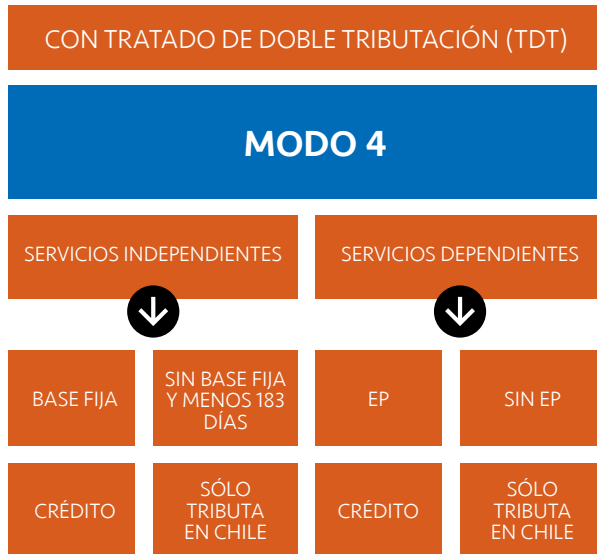 CON TRATADO DE DOBLE TRIBUTACIÓN (TDT)
MODO 4
SERVICIOS INDEPENDIENTES
SERVICIOS DEPENDIENTES
BASE FIJA
SIN BASE FIJA
Y MENOS 183
DÍAS
EP
SIN EP
CRÉDITO
SÓLO
TRIBUTA
EN CHILE
CRÉDITO
SÓLO
TRIBUTA
EN CHILE